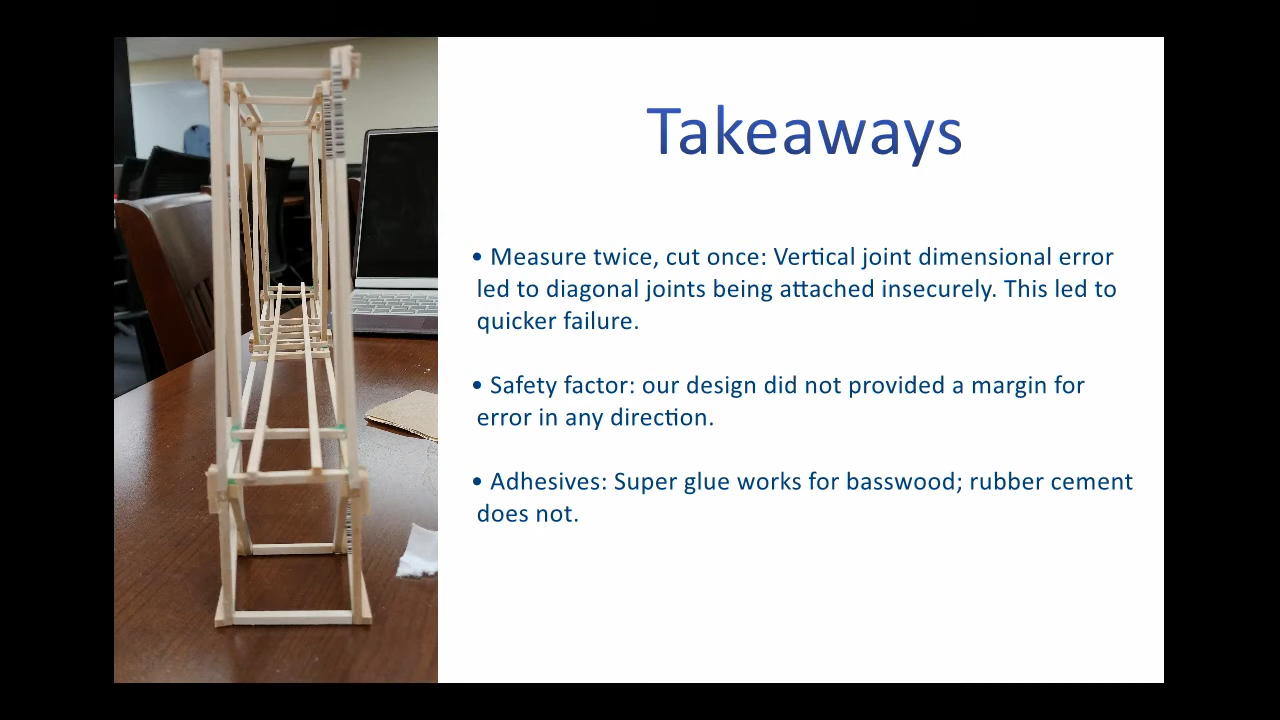 Takeaways
• Measure twice, cut once: Vertical joint dimensional error
led to diagonal joints being attached insecurely. This led to
quicker failure.
• Safety factor: our design did not provided a margin for
error in any direction.
• Adhesives: Super glue works for basswood; rubber cement
does not.